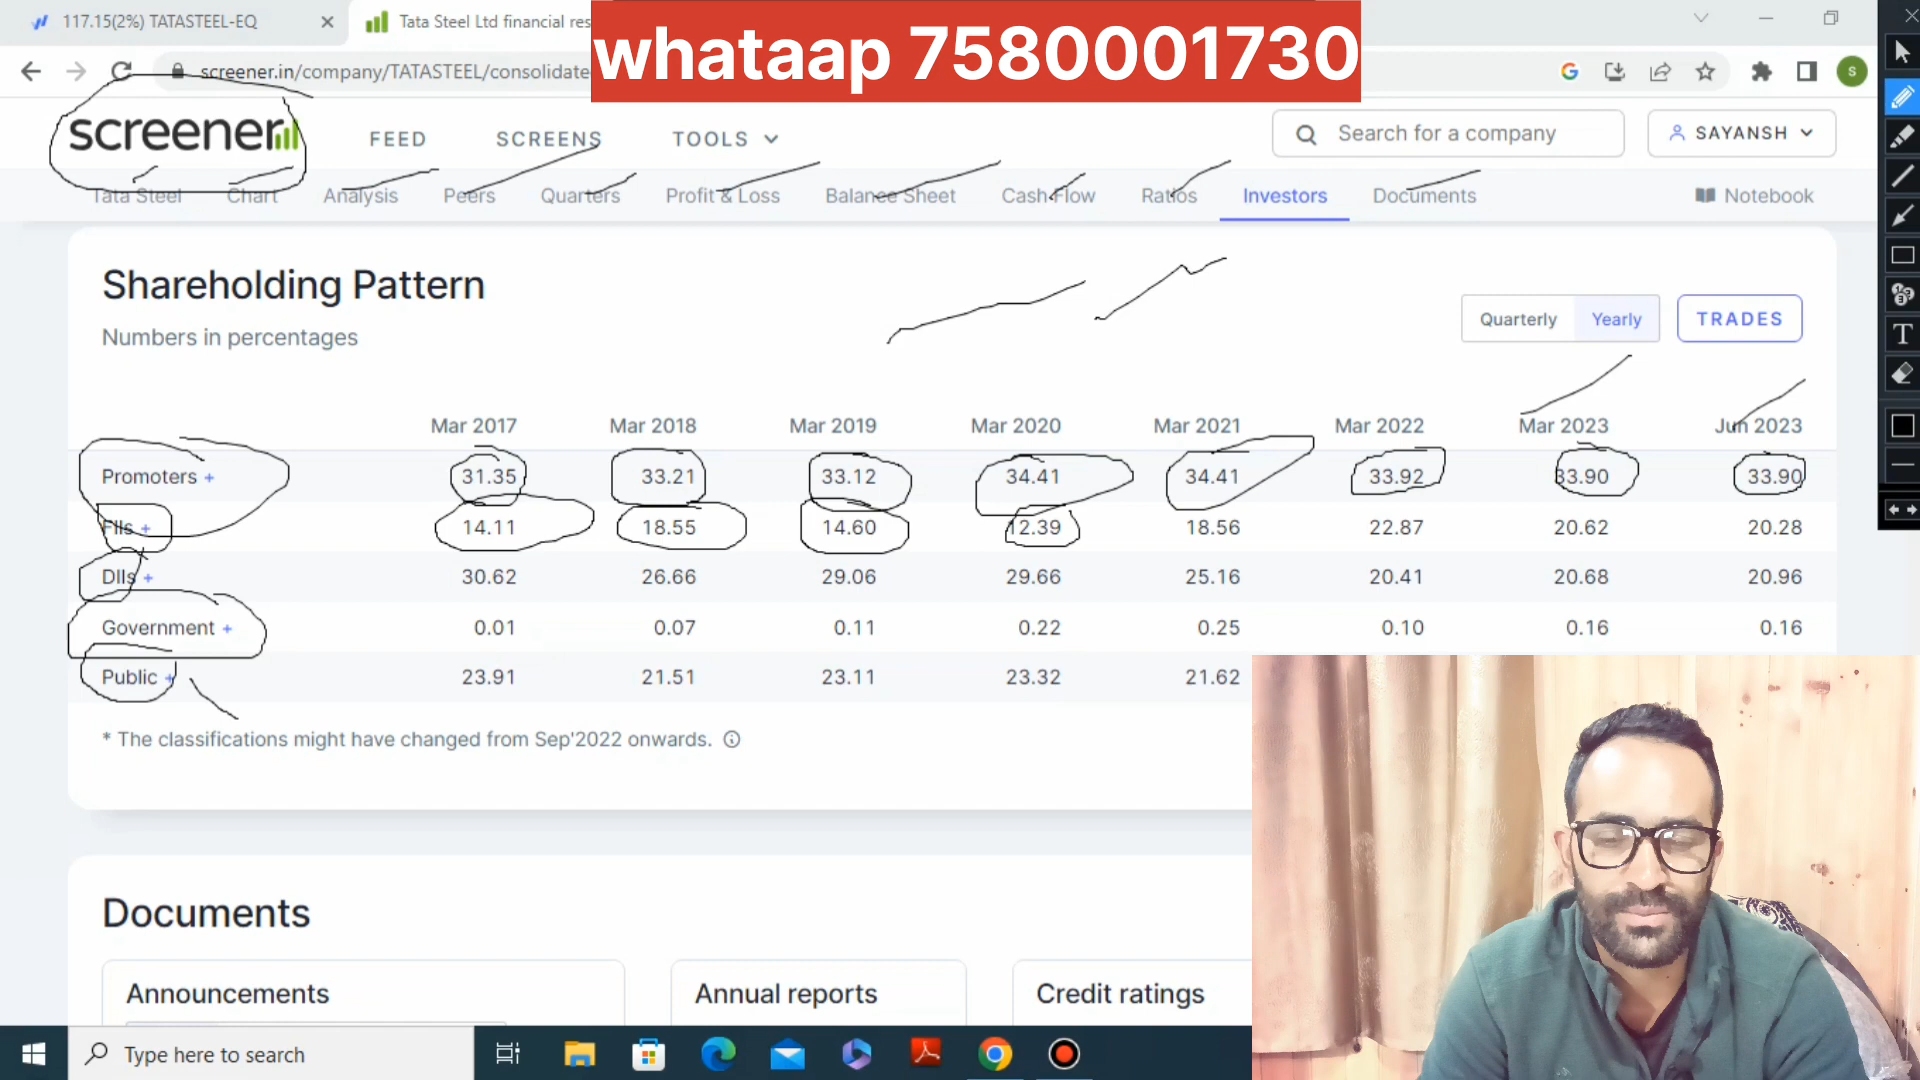 117.15(2%) TATASTEEL-EQ
Tata Steel Ltd financial res
whataap 7580001730
screener.in/company/TATASTEEL/consolidate
S
screener
FEED
SCREENS
TOOLS
Search for a company
SAYANSH
Tata Steel
Chart
Analysis
Peers
Quarters
Profit & Loss
Balance Sheet
Cash Flow
Ratios
Investors
Documents
Notebook
Shareholding Pattern
Numbers in percentages
Quarterly
Yearly
TRADES
Mar 2017 Mar 2018 Mar 2019 Mar 2020 Mar 2021 Mar 2022 Mar 2023 Jun 2023
Promoters + 31.35 33.21 33.12 34.41 34.41 33.92 33.90 33.90
FIIs + 14.11 18.55 14.60 12.39 18.56 22.87 20.62 20.28
DIIs + 30.62 26.66 29.06 29.66 25.16 20.41 20.68 20.96
Government + 0.01 0.07 0.11 0.22 0.25 0.10 0.16 0.16
Public + 23.91 21.51 23.11 23.32 21.62
* The classifications might have changed from Sep'2022 onwards.
Documents
Announcements
Annual reports
Credit ratings
Type here to search